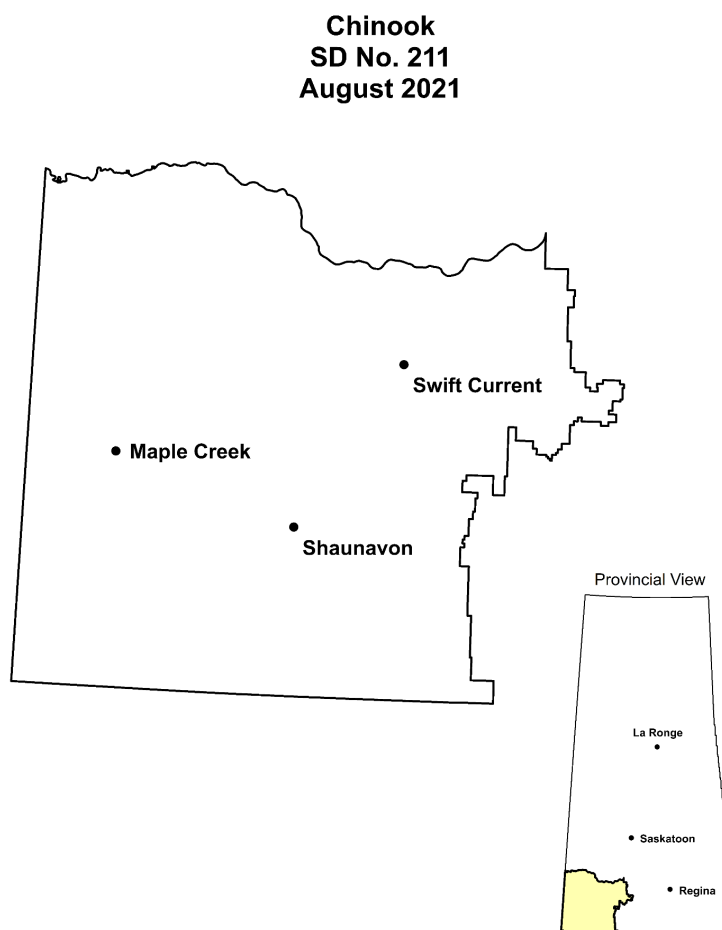 Chinook
SD No. 211
August 2021
Swift Current
Maple Creek
Shaunavon
Provincial View
La Ronge
Saskatoon
Regina